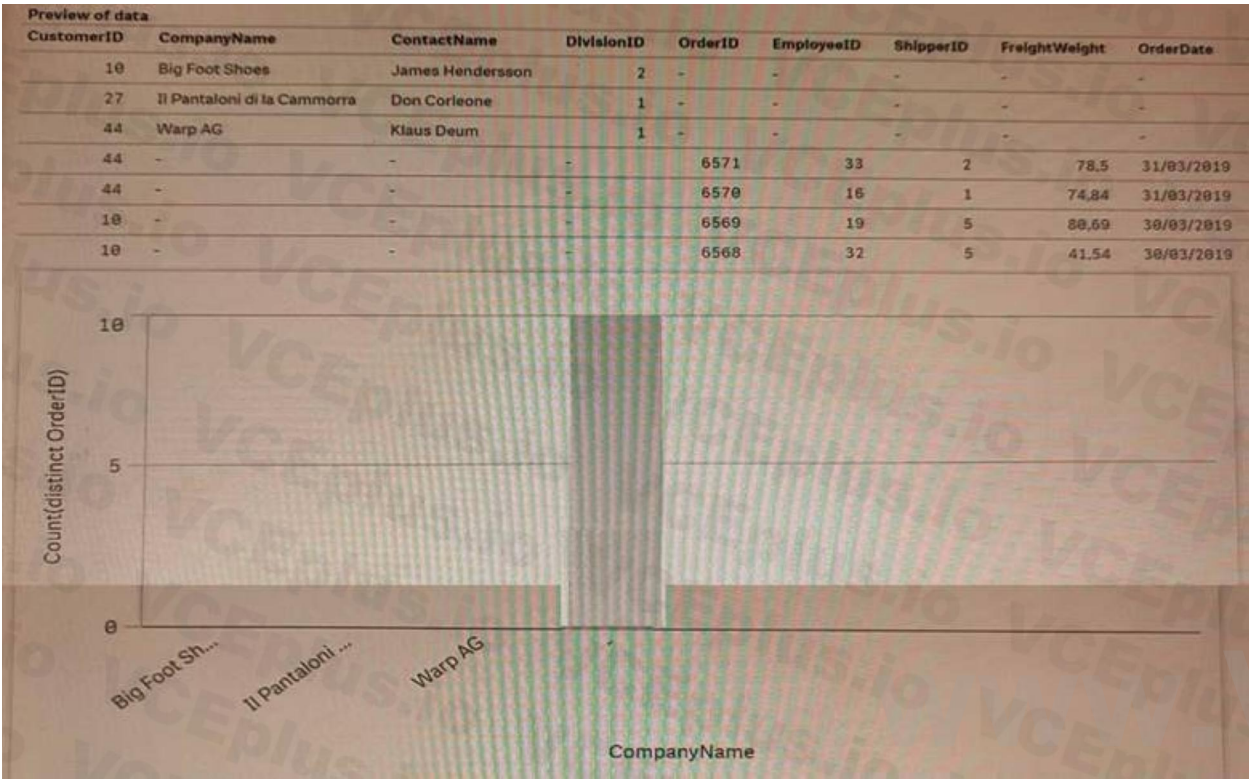 Preview of data
CustomerID CompanyName ContactName DivisionID OrderID EmployeeID ShipperID FreightWeight OrderDate
10 Big Foot Shoes James Hendersson 2 - - - - -
27 Il Pantaloni di la Cammorra Don Corleone 1 - - - - -
44 Warp AG Klaus Deum 1 - - - - -
44 - - - 6571 33 2 78,5 31/03/2019
44 - - - 6570 16 1 74,84 31/03/2019
10 - - - 6569 19 5 80,69 30/03/2019
10 - - - 6568 32 5 41,54 30/03/2019
10
5
0
Count(distinct OrderID)
Big Foot Sh...
Il Pantaloni ...
Warp AG
-
CompanyName
VCEplus.io